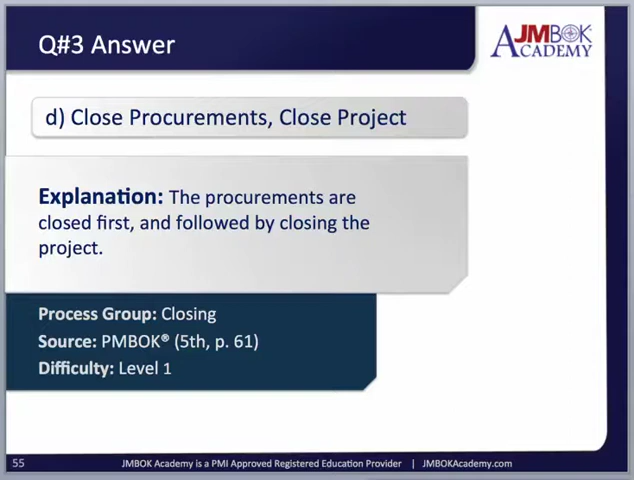 Q#3 Answer
AJMBOK
ACADEMY
d) Close Procurements, Close Project
Explanation: The procurements are
closed first, and followed by closing the
project.
Process Group: Closing
Source: PMBOK® (5th, p. 61)
Difficulty: Level 1
55
JMBOK Academy is a PMI Approved Registered Education Provider | JMBOKAcademy.com